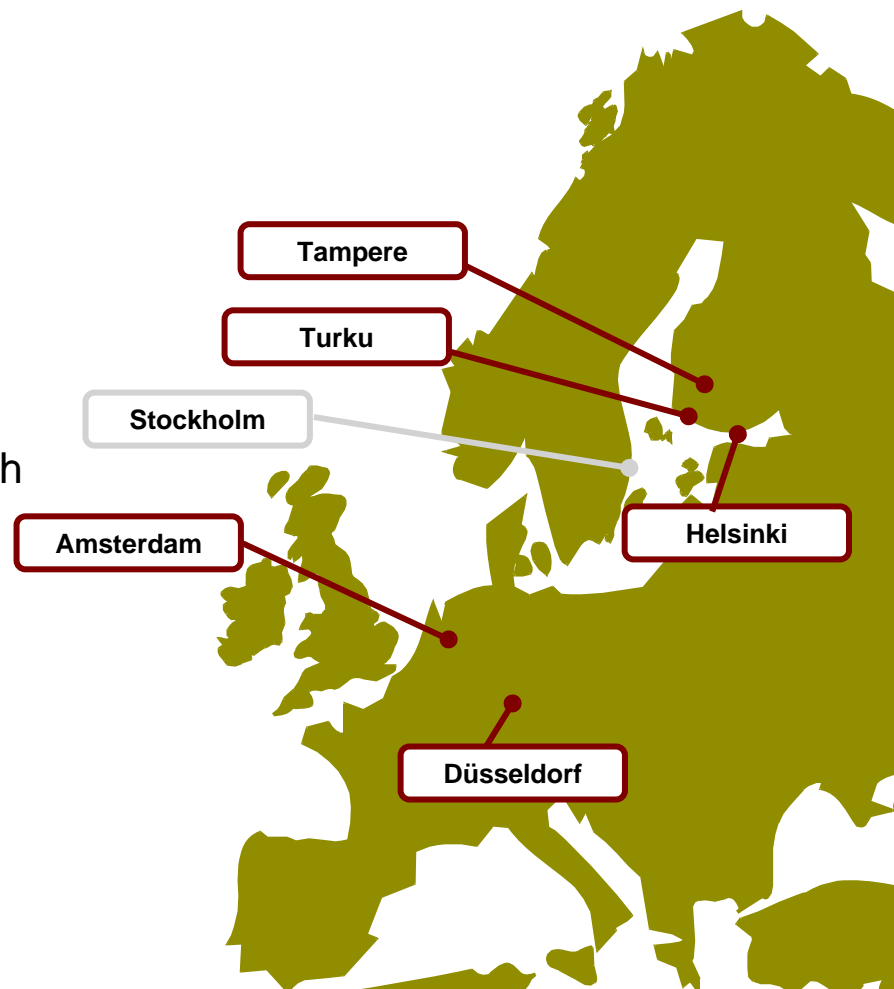 Tampere
Turku
Stockholm
h
Amsterdam
Helsinki
Düsseldorf